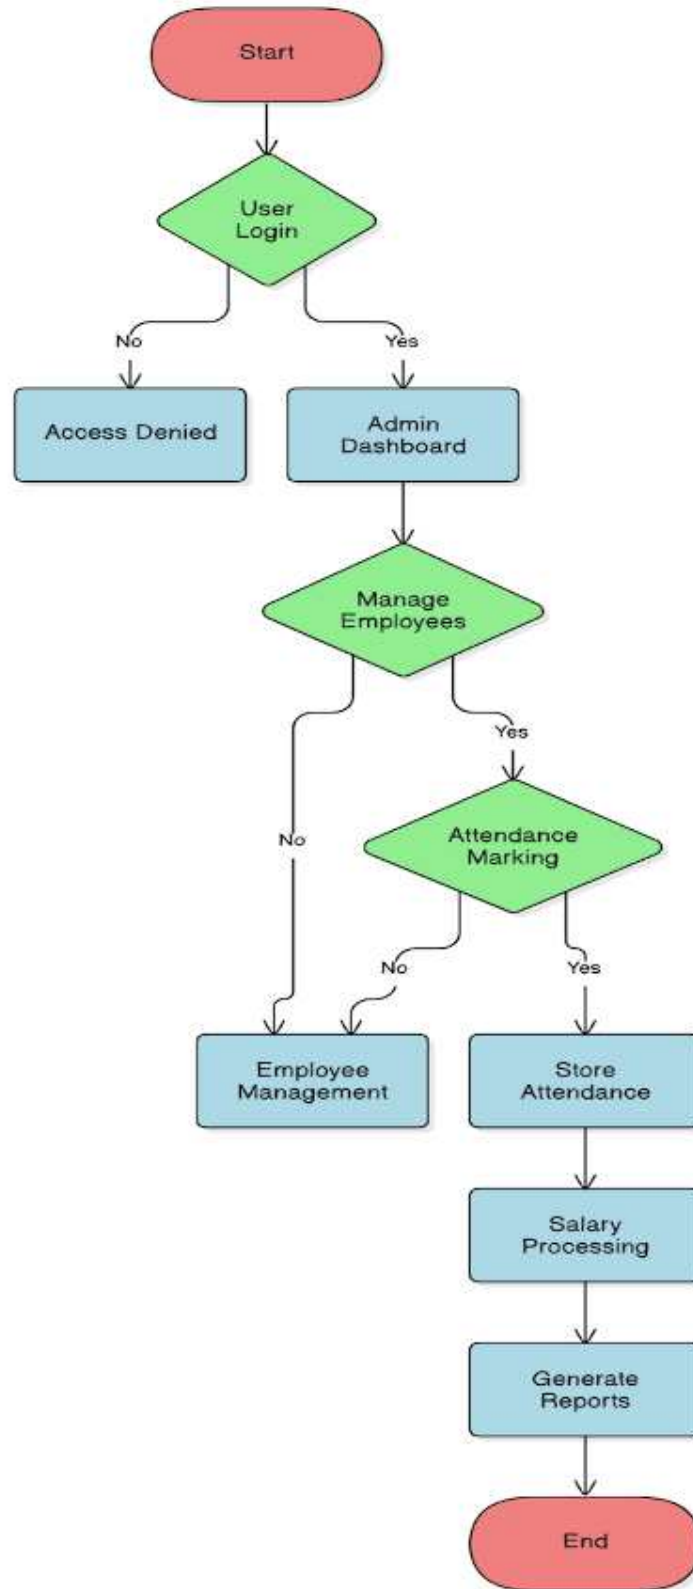 Start
User
Login
No
Yes
Access Denied
Admin
Dashboard
Manage
Employees
Yes
No
Attendance
Marking
No
Yes
Employee
Management
Store
Attendance
Salary
Processing
Generate
Reports
End